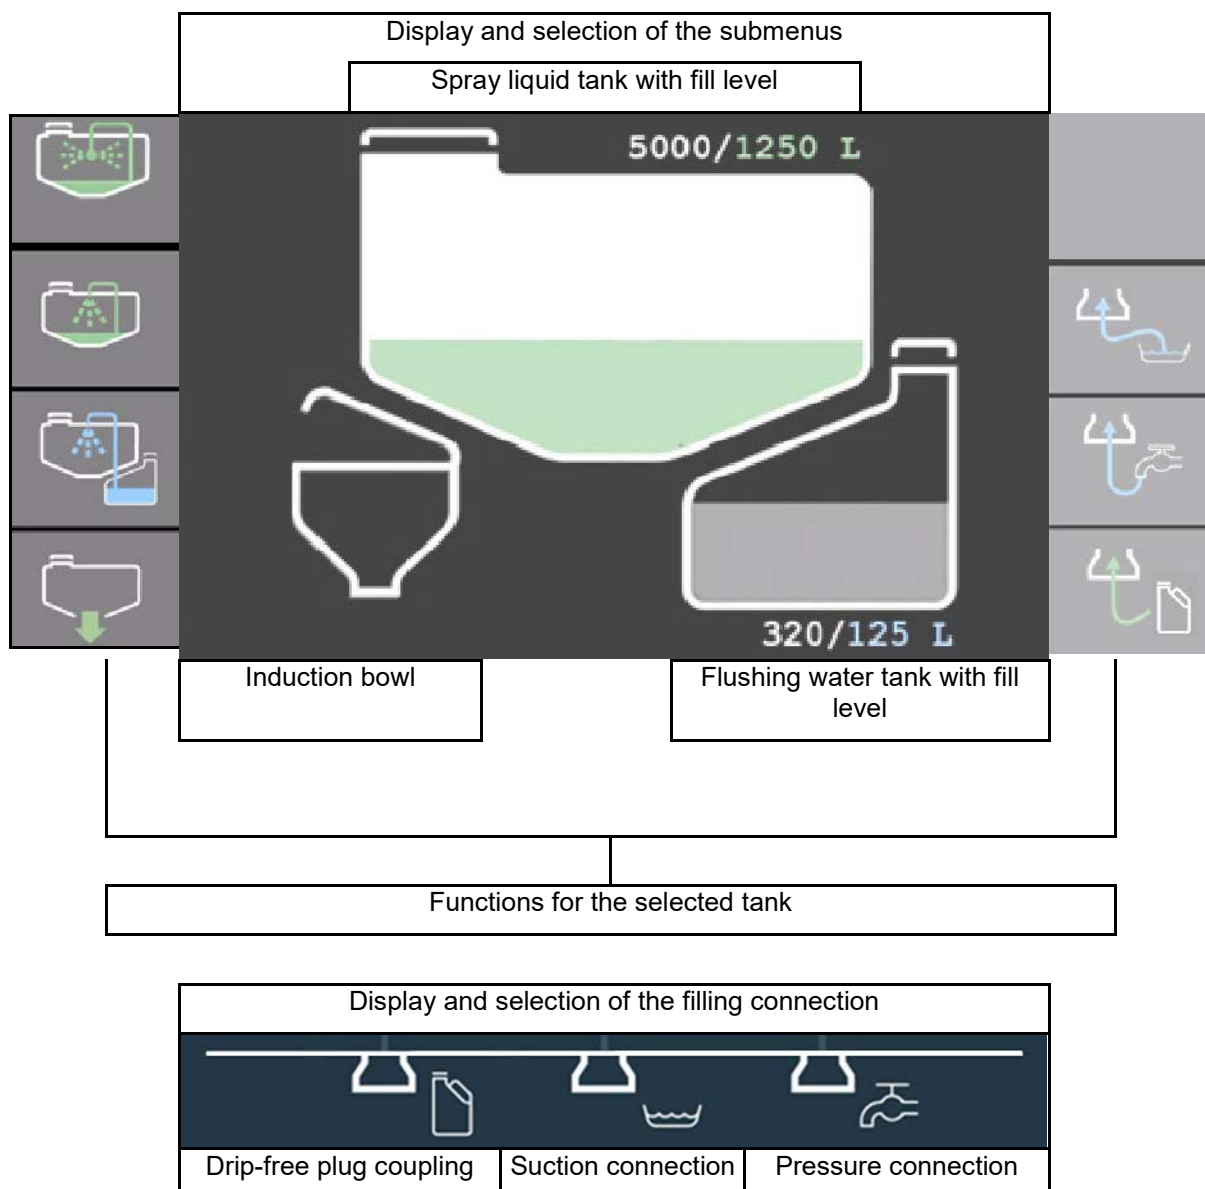 Display and selection of the submenus
Spray liquid tank with fill level
5000/1250 L
320/125 L
Induction bowl
Flushing water tank with fill
level
Functions for the selected tank
Display and selection of the filling connection
Drip-free plug coupling
Suction connection
Pressure connection